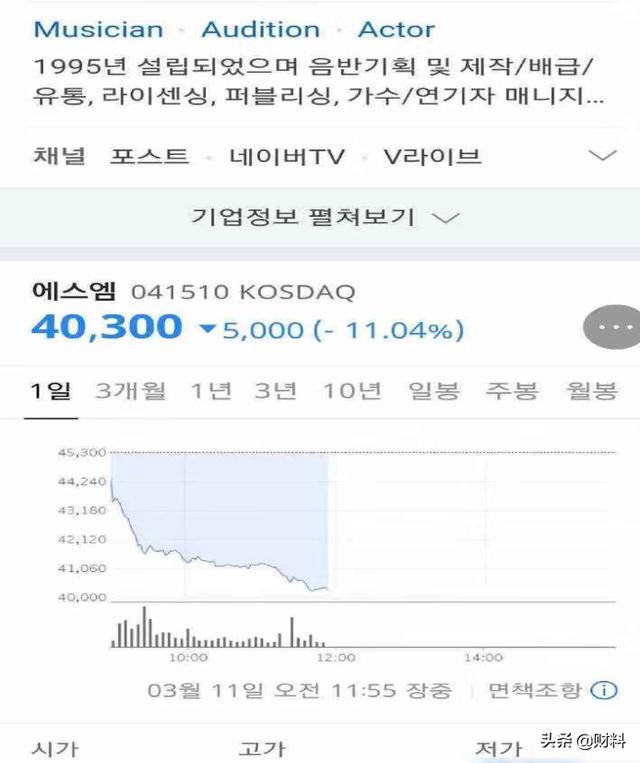 Musician · Audition · Actor
1995년 설립되었으며 음반기획 및 제작/배급/
유통, 라이센싱, 퍼블리싱, 가수/연기자 매니지...
채널 포스트 · 네이버TV · V라이브
기업정보 펼쳐보기
에스엠 041510 KOSDAQ
40,300 ▼5,000 (- 11.04%)
1일 3개월 1년 3년 10년 일봉 주봉 월봉
45,300
44,240
43,180
42,120
41,060
40,000
10:00 12:00 14:00
03월 11일 오전 11:55 장중 | 면책조항
시가 고가 저가
头条 @财料